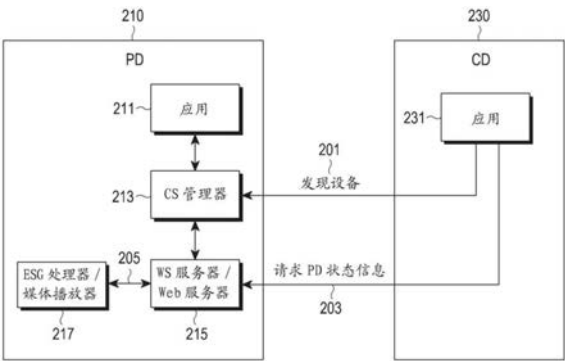 210
230
PD
CD
211
应用
231
应用
201
发现设备
213
CS 管理器
205
ESG 处理器 /
媒体播放器
WS 服务器 /
Web 服务器
请求 PD 状态信息
203
217
215